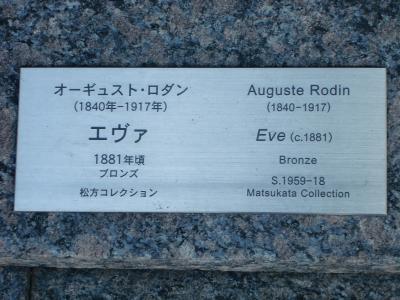 オーギュスト・ロダン
(1840年-1917年)
エヴァ
1881年頃
ブロンズ
松方コレクション
Auguste Rodin
(1840-1917)
Eve (c.1881)
Bronze
S.1959-18
Matsukata Collection